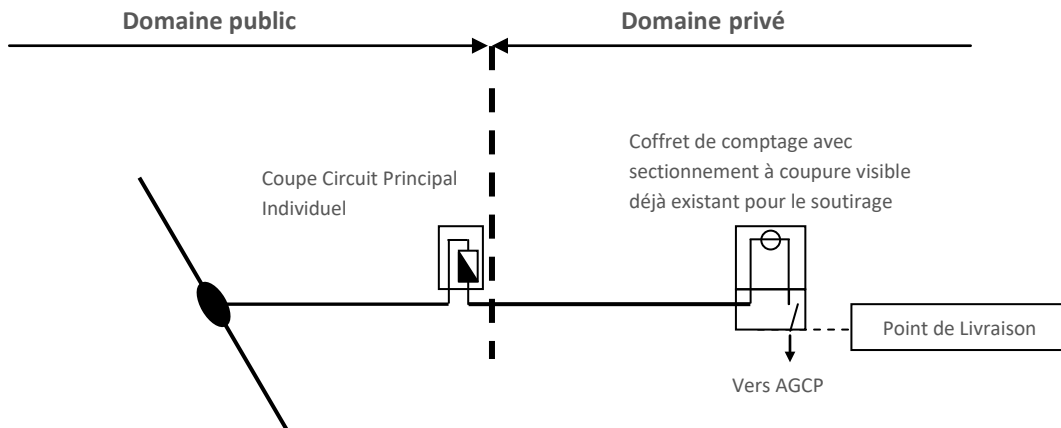 Domaine public
Domaine privé
Coupe Circuit Principal
Individuel
Coffret de comptage avec
sectionnement à coupure visible
déjà existant pour le soutirage
Point de Livraison
Vers AGCP